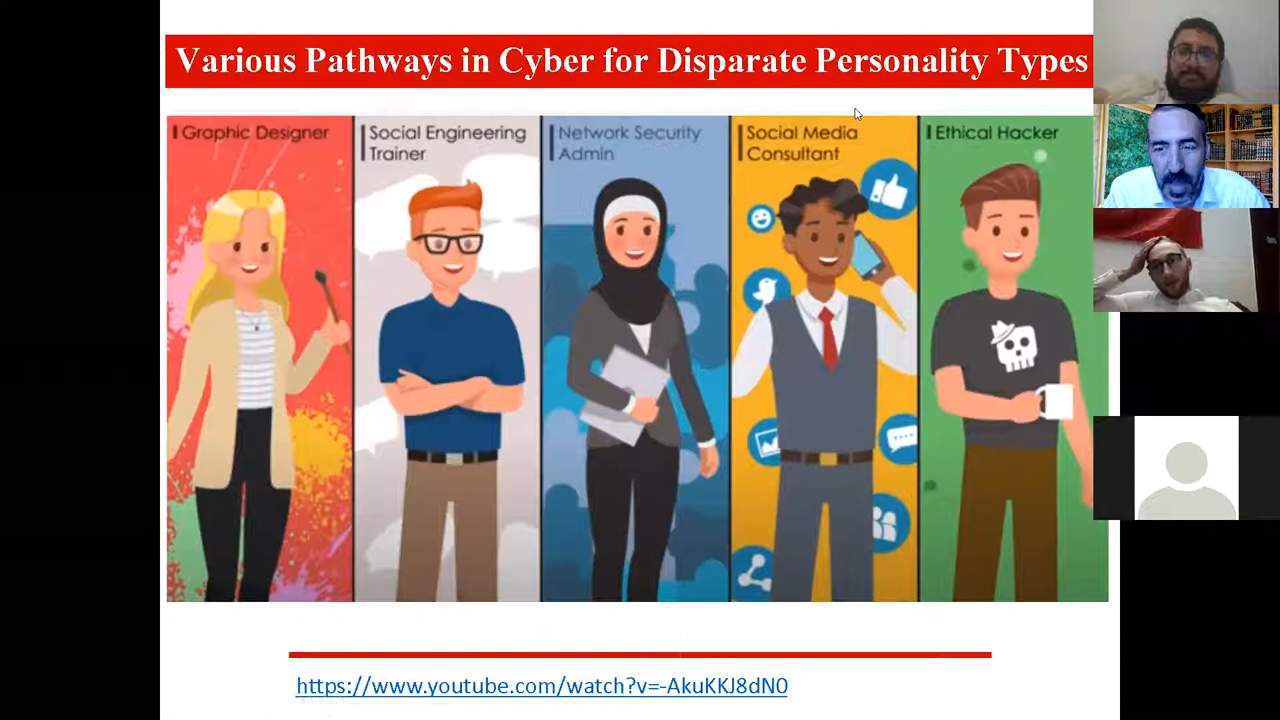 Various Pathways in Cyber for Disparate Personality Types
Graphic Designer
Social Engineering
Trainer
Network Security
Admin
Social Media
Consultant
Ethical Hacker
https://www.youtube.com/watch?v=-AkuKKJ8dN0